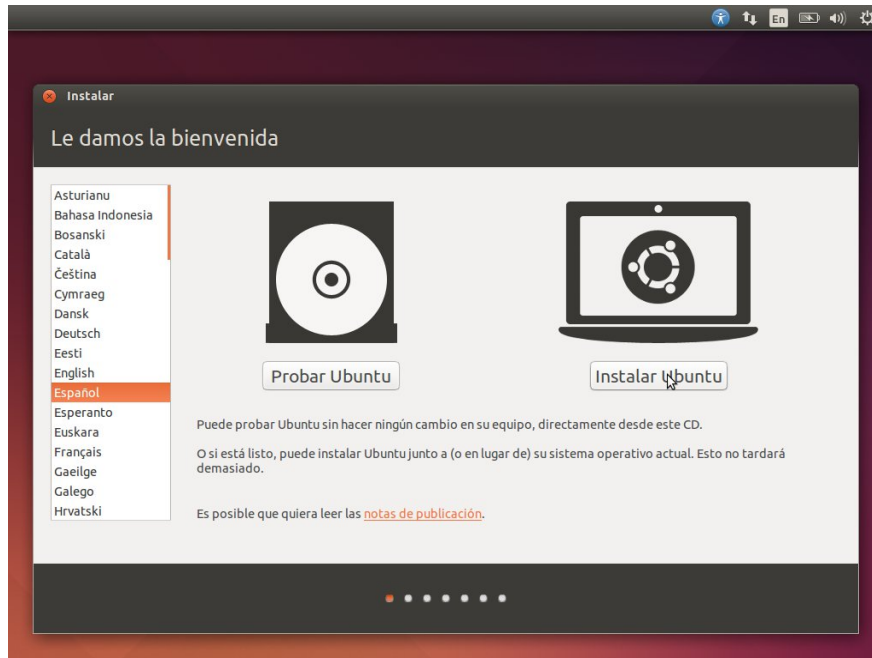 En
Instalar
Le damos la bienvenida
Asturianu
Bahasa Indonesia
Bosanski
Català
Čeština
Cymraeg
Dansk
Deutsch
Eesti
English
Español
Esperanto
Euskara
Français
Gaeilge
Galego
Hrvatski
Probar Ubuntu
Instalar Ubuntu
Puede probar Ubuntu sin hacer ningún cambio en su equipo, directamente desde este CD.
O si está listo, puede instalar Ubuntu junto a (o en lugar de) su sistema operativo actual. Esto no tardará
demasiado.
Es posible que quiera leer las notas de publicación.